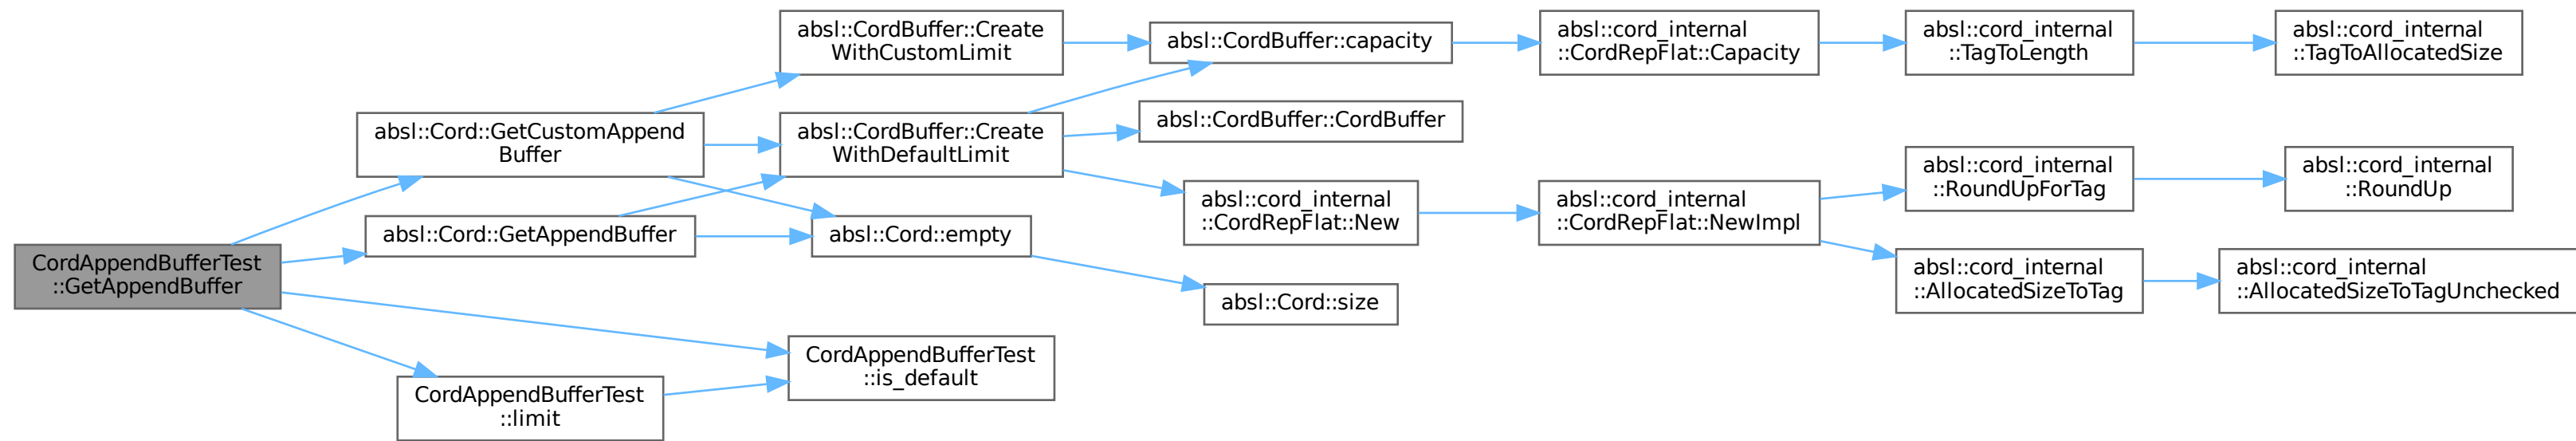 CordAppendBufferTest
::GetAppendBuffer
absl::Cord::GetCustomAppend
Buffer
absl::Cord::GetAppendBuffer
CordAppendBufferTest
::limit
absl::CordBuffer::Create
WithCustomLimit
absl::CordBuffer::Create
WithDefaultLimit
absl::Cord::empty
CordAppendBufferTest
::is_default
absl::CordBuffer::capacity
absl::CordBuffer::CordBuffer
absl::cord_internal
::CordRepFlat::New
absl::Cord::size
absl::cord_internal
::CordRepFlat::Capacity
absl::cord_internal
::CordRepFlat::NewImpl
absl::cord_internal
::TagToLength
absl::cord_internal
::RoundUpForTag
absl::cord_internal
::AllocatedSizeToTag
absl::cord_internal
::TagToAllocatedSize
absl::cord_internal
::RoundUp
absl::cord_internal
::AllocatedSizeToTagUnchecked